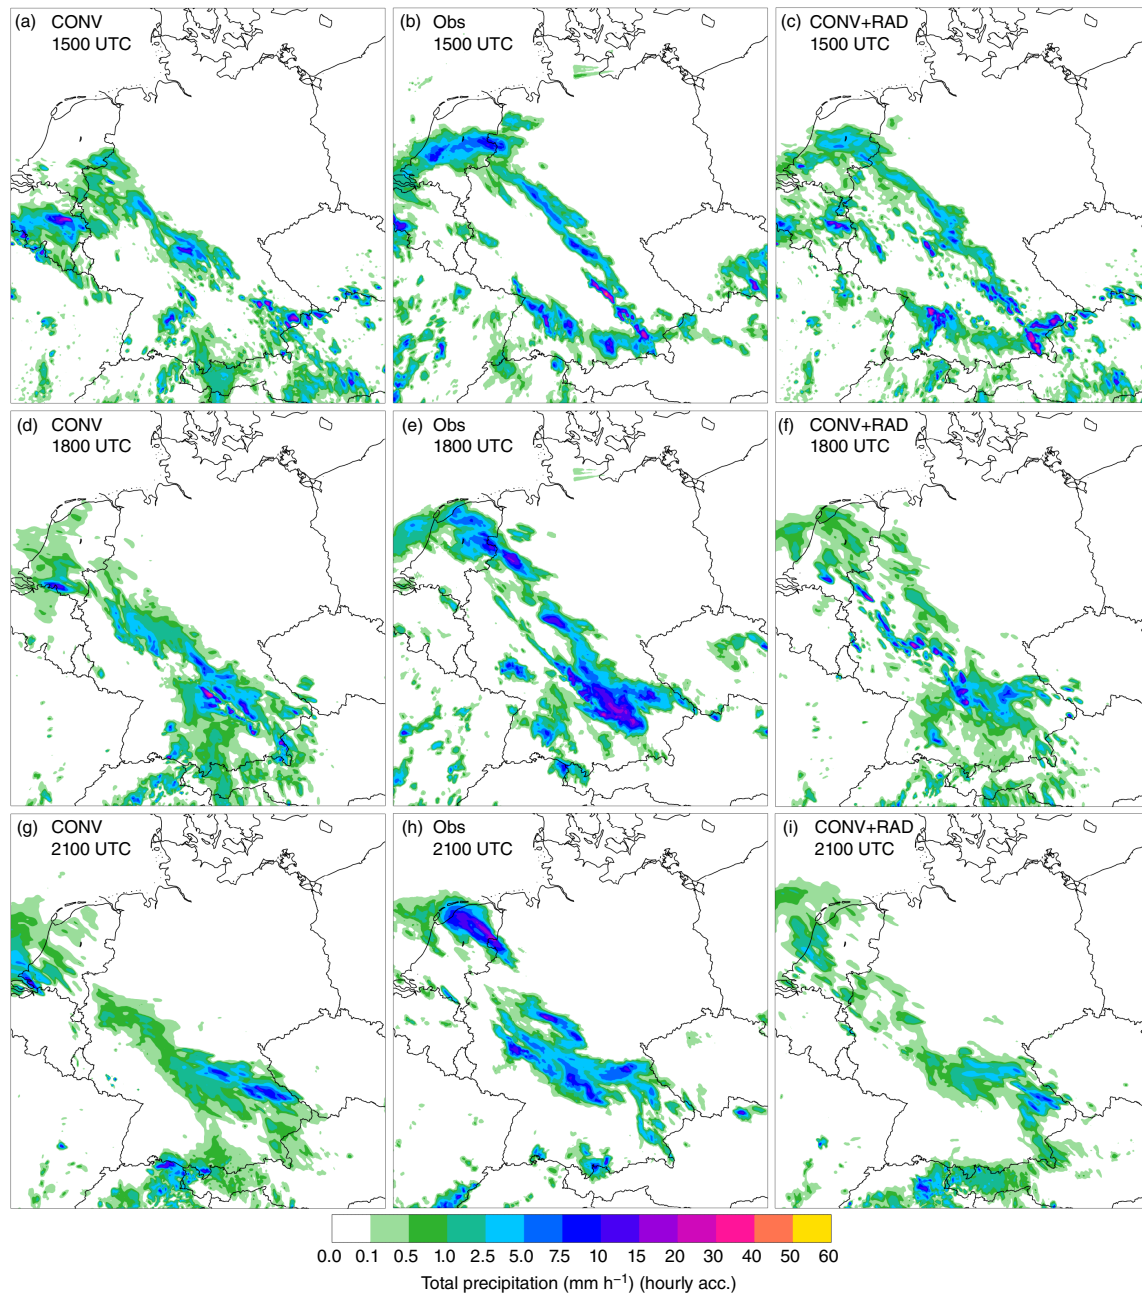 (a) CONV
1500 UTC
(b) Obs
1500 UTC
(c) CONV+RAD
1500 UTC
(d) CONV
1800 UTC
(e) Obs
1800 UTC
(f) CONV+RAD
1800 UTC
(g) CONV
2100 UTC
(h) Obs
2100 UTC
(i) CONV+RAD
2100 UTC
0.0 0.1 0.5 1.0 2.5 5.0 7.5 10 15 20 30 40 50 60
Total precipitation (mm h⁻¹) (hourly acc.)